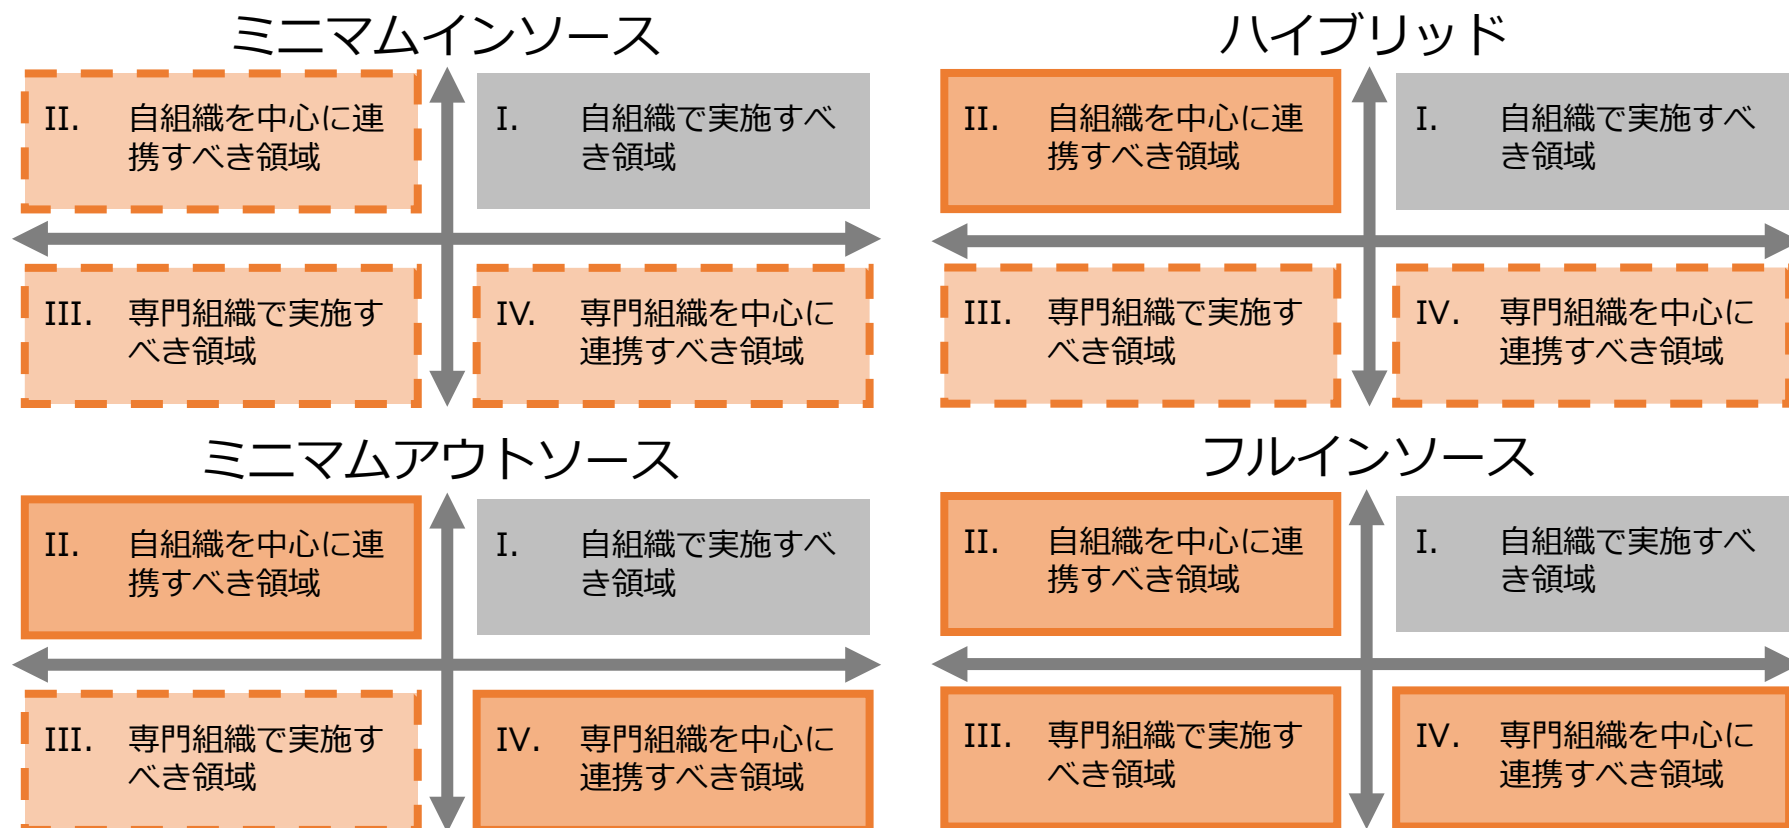 ミニマムインソース
II. 自組織を中心に連
携すべき領域
I. 自組織で実施すべ
き領域
III. 専門組織で実施す
べき領域
IV. 専門組織を中心に
連携すべき領域
ハイブリッド
II. 自組織を中心に連
携すべき領域
I. 自組織で実施すべ
き領域
III. 専門組織で実施す
べき領域
IV. 専門組織を中心に
連携すべき領域
ミニマムアウトソース
II. 自組織を中心に連
携すべき領域
I. 自組織で実施すべ
き領域
III. 専門組織で実施す
べき領域
IV. 専門組織を中心に
連携すべき領域
フルインソース
II. 自組織を中心に連
携すべき領域
I. 自組織で実施すべ
き領域
III. 専門組織で実施す
べき領域
IV. 専門組織を中心に
連携すべき領域